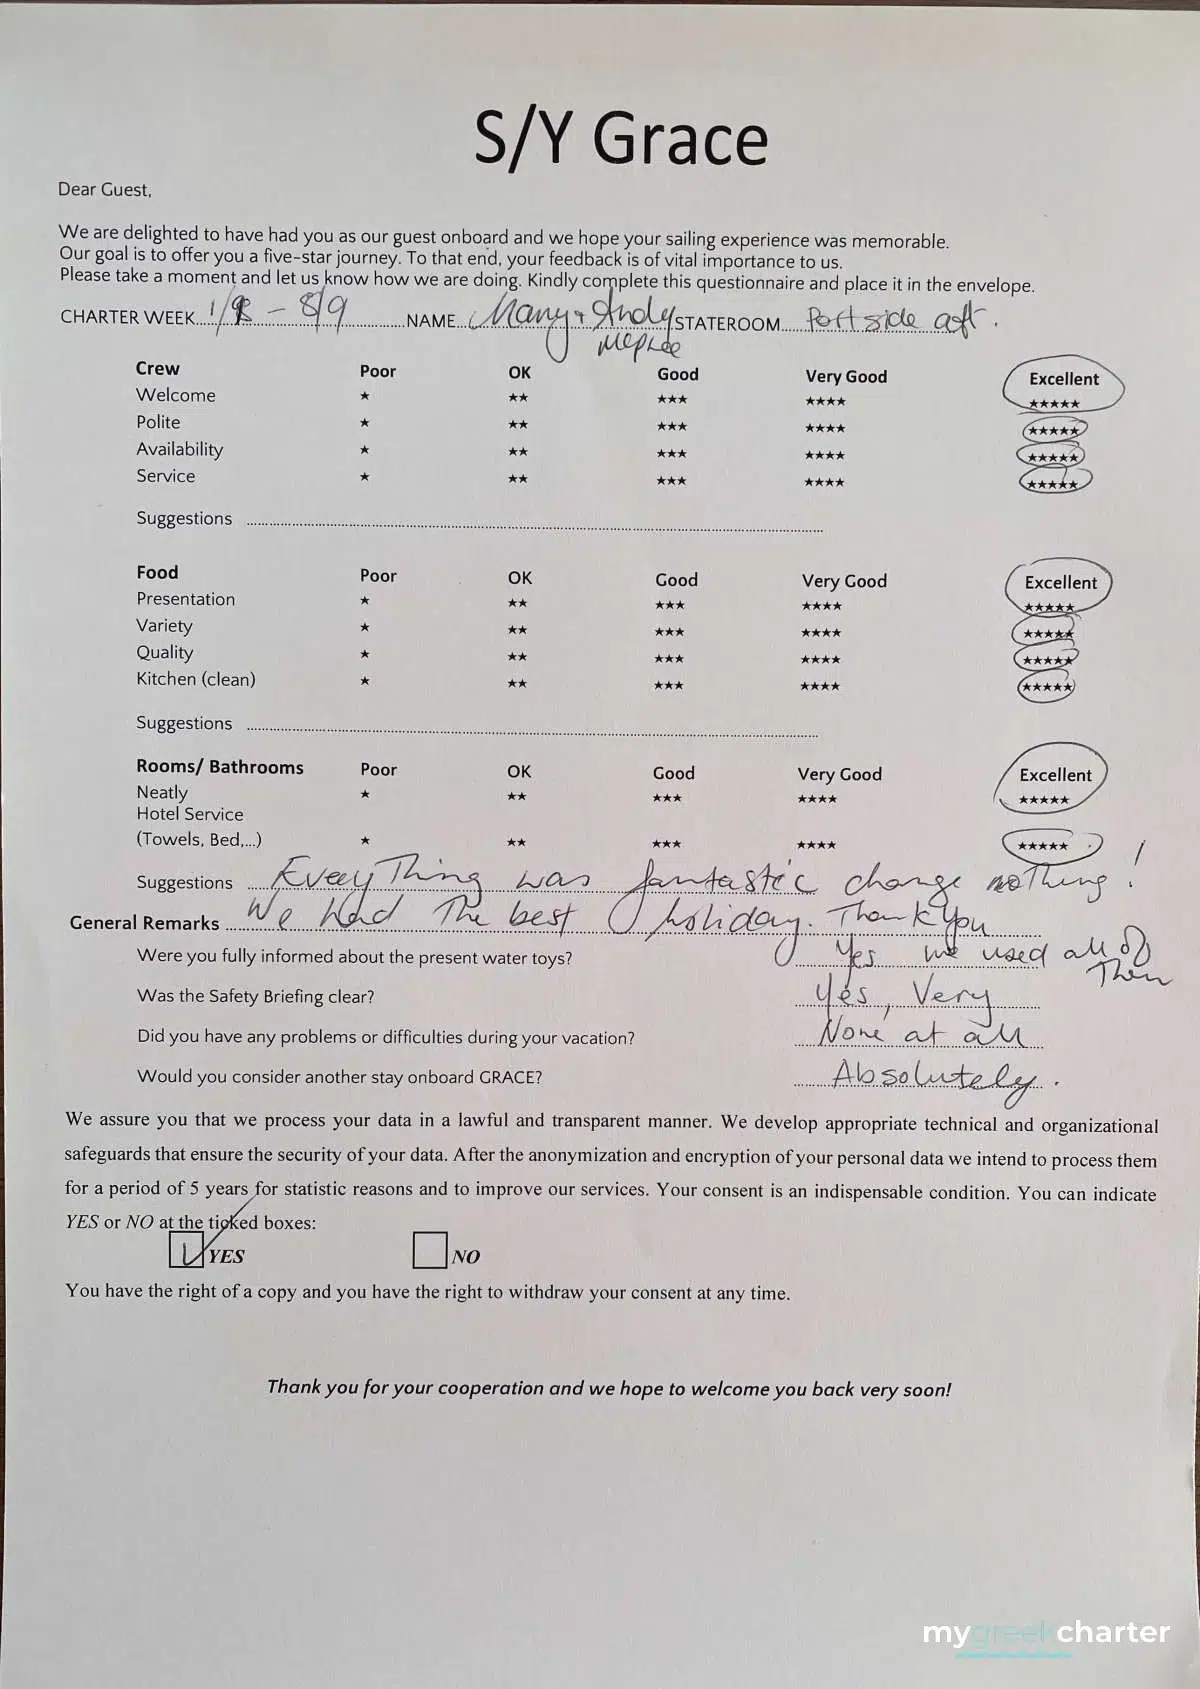 S/Y Grace
Dear Guest,
We are delighted to have had you as our guest onboard and we hope your sailing experience was memorable.
Our goal is to offer you a five-star journey. To that end, your feedback is of vital importance to us.
Please take a moment and let us know how we are doing. Kindly complete this questionnaire and place it in the envelope.
CHARTER WEEK 1/9 - 8/9 NAME Mary + Andy STATEROOM Portside aft.
McPhee
Crew Poor OK Good Very Good Excellent
Welcome ★ ★★ ★★★ ★★★★ ★★★★★
Polite ★ ★★ ★★★ ★★★★ ★★★★★
Availability ★ ★★ ★★★ ★★★★ ★★★★★
Service ★ ★★ ★★★ ★★★★ ★★★★★
Suggestions
Food Poor OK Good Very Good Excellent
Presentation ★ ★★ ★★★ ★★★★ ★★★★★
Variety ★ ★★ ★★★ ★★★★ ★★★★★
Quality ★ ★★ ★★★ ★★★★ ★★★★★
Kitchen (clean) ★ ★★ ★★★ ★★★★ ★★★★★
Suggestions
Rooms/ Bathrooms Poor OK Good Very Good Excellent
Neatly ★ ★★ ★★★ ★★★★ ★★★★★
Hotel Service
(Towels, Bed,...) ★ ★★ ★★★ ★★★★ ★★★★★
Suggestions Everything was fantastic change nothing!
General Remarks We had the best holiday. Thank you
Were you fully informed about the present water toys? Yes we used all of
them
Was the Safety Briefing clear? Yes, Very
Did you have any problems or difficulties during your vacation? None at all
Would you consider another stay onboard GRACE? Absolutely.
We assure you that we process your data in a lawful and transparent manner. We develop appropriate technical and organizational
safeguards that ensure the security of your data. After the anonymization and encryption of your personal data we intend to process them
for a period of 5 years for statistic reasons and to improve our services. Your consent is an indispensable condition. You can indicate
YES or NO at the ticked boxes:
YES NO
You have the right of a copy and you have the right to withdraw your consent at any time.
Thank you for your cooperation and we hope to welcome you back very soon!
mygreekcharter